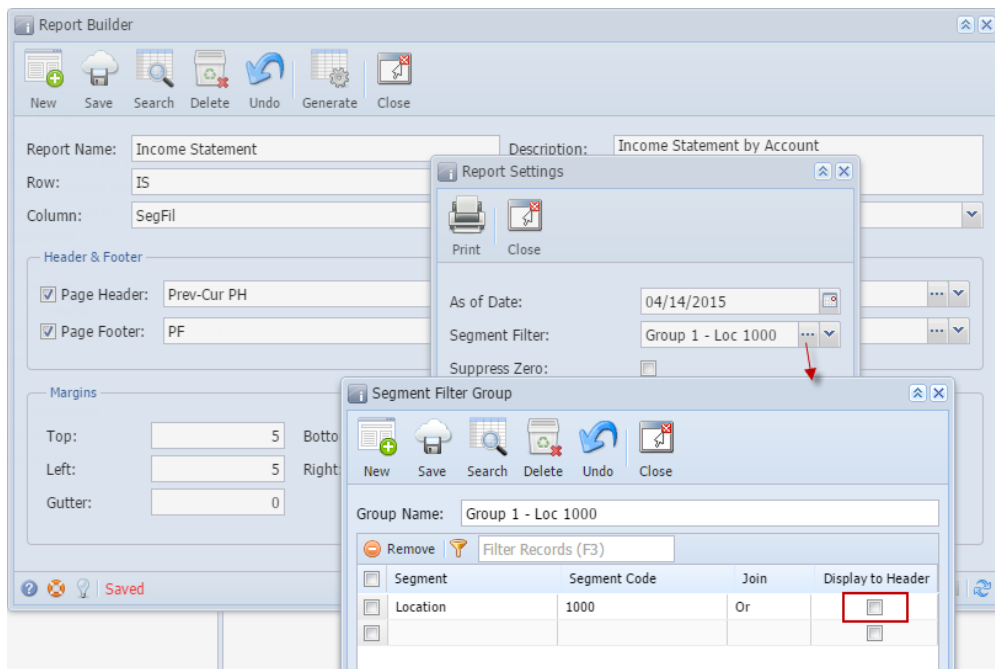 Report Builder
New Save Search Delete Undo Generate Close
Report Name: Income Statement Description: Income Statement by Account
Row: IS
Column: SegFil
Header & Footer
Page Header: Prev-Cur PH
Page Footer: PF
Margins
Top: 5 Botto
Left: 5 Right:
Gutter: 0
Saved
Report Settings
Print Close
As of Date: 04/14/2015
Segment Filter: Group 1 - Loc 1000
Suppress Zero:
Segment Filter Group
New Save Search Delete Undo Close
Group Name: Group 1 - Loc 1000
Remove Filter Records (F3)
Segment Segment Code Join Display to Header
Location 1000 Or